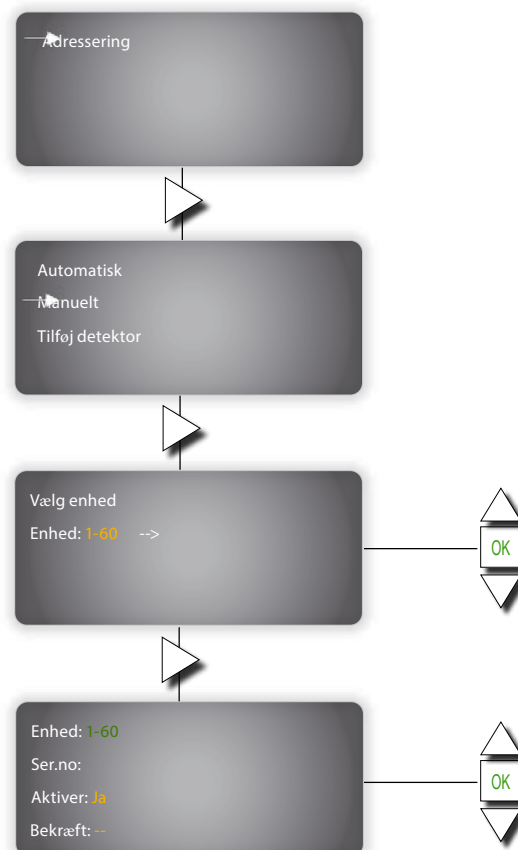 Adressering
Automatisk
Manuelt
Tilføj detektor
Vælg enhed
Enhed: 1-60 -->
OK
Enhed: 1-60
Ser.no:
Aktiver: Ja
OK
Bekræft: --